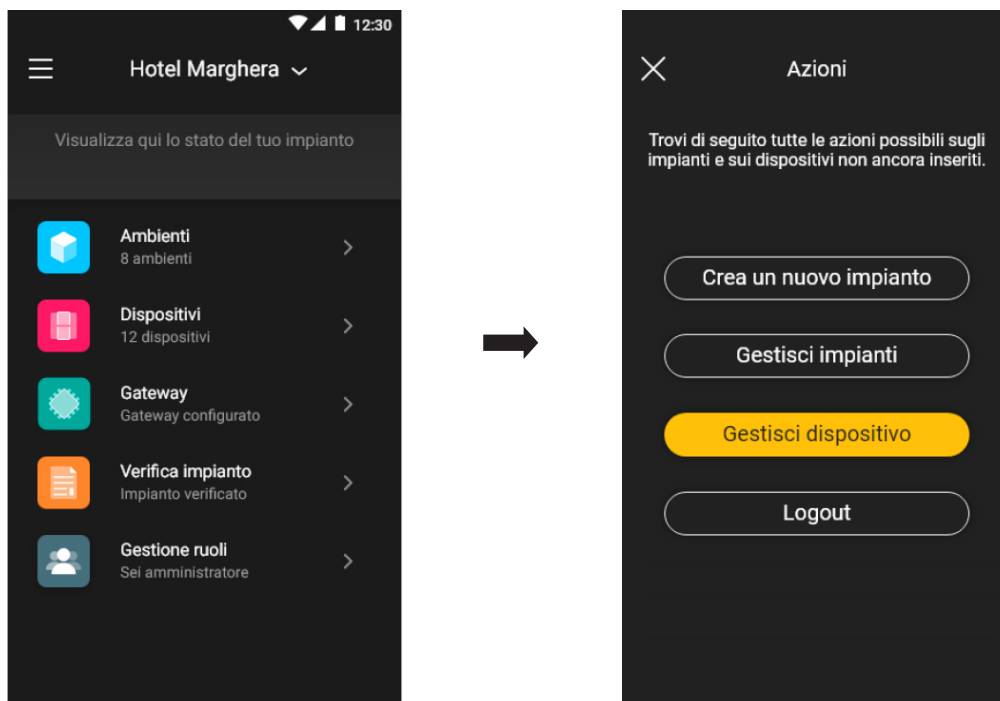 12:30
Hotel Marghera
Visualizza qui lo stato del tuo impianto
Ambienti
8 ambienti
Dispositivi
12 dispositivi
Gateway
Gateway configurato
Verifica impianto
Impianto verificato
Gestione ruoli
Sei amministratore
Azioni
Trovi di seguito tutte le azioni possibili sugli
impianti e sui dispositivi non ancora inseriti.
Crea un nuovo impianto
Gestisci impianti
Gestisci dispositivo
Logout